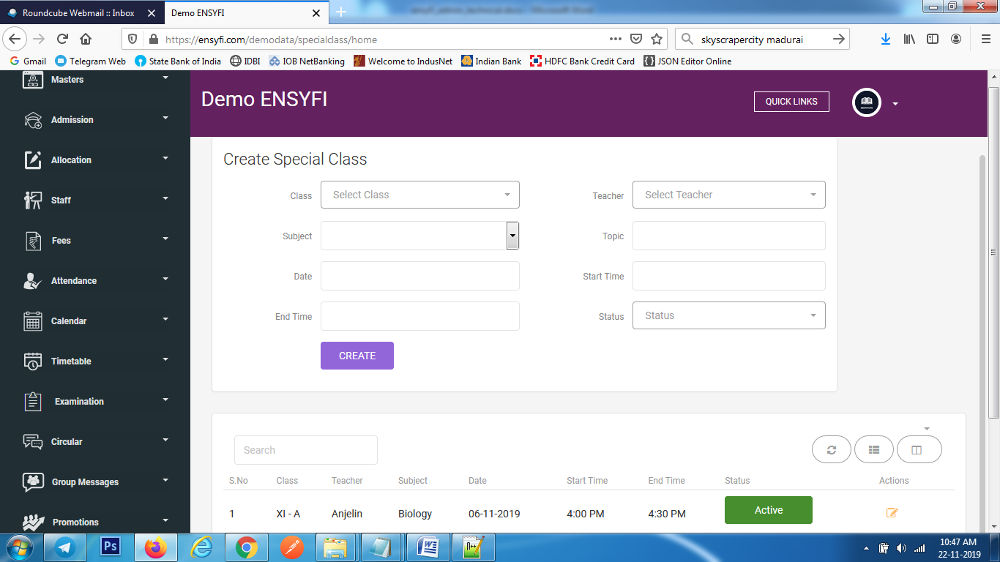 Roundcube Webmail :: Inbox
Demo ENSYFI
https://ensyfi.com/demodata/specialclass/home
skyscrapercity madurai
Gmail Telegram Web State Bank of India IDBI IOB NetBanking Welcome to IndusNet Indian Bank HDFC Bank Credit Card JSON Editor Online
Masters
Admission
Allocation
Staff
Fees
Attendance
Calendar
Timetable
Examination
Circular
Group Messages
Promotions
Demo ENSYFI
QUICK LINKS
Create Special Class
Class Select Class Teacher Select Teacher
Subject Topic
Date Start Time
End Time Status Status
CREATE
Search
S.No Class Teacher Subject Date Start Time End Time Status Actions
1 XI - A Anjelin Biology 06-11-2019 4:00 PM 4:30 PM Active
Ps
10:47 AM
22-11-2019